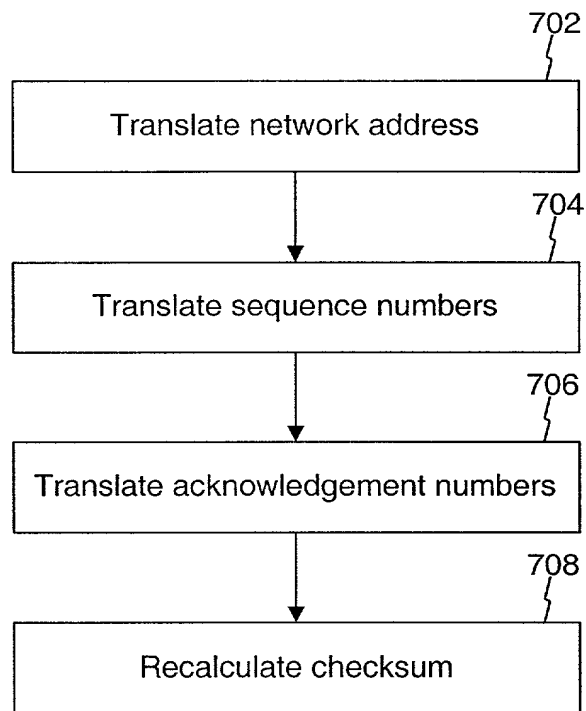 702
Translate network address
704
Translate sequence numbers
706
Translate acknowledgement numbers
708
Recalculate checksum